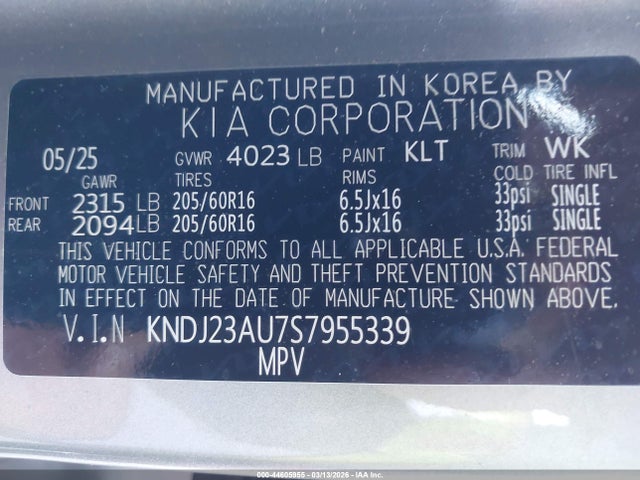 MANUFACTURED IN KOREA BY
KIA CORPORATION
05/25 GVWR 4023 LB PAINT KLT TRIM WK
GAWR TIRES RIMS COLD TIRE INFL
FRONT 2315 LB 205/60R16 6.5Jx16 33psi SINGLE
REAR 2094 LB 205/60R16 6.5Jx16 33psi SINGLE
THIS VEHICLE CONFORMS TO ALL APPLICABLE U.S.A. FEDERAL
MOTOR VEHICLE SAFETY AND THEFT PREVENTION STANDARDS
IN EFFECT ON THE DATE OF MANUFACTURE SHOWN ABOVE.
V.I.N KNDJ23AU7S7955339
MPV
000-44605955 - 03/13/2026 - IAA Inc.